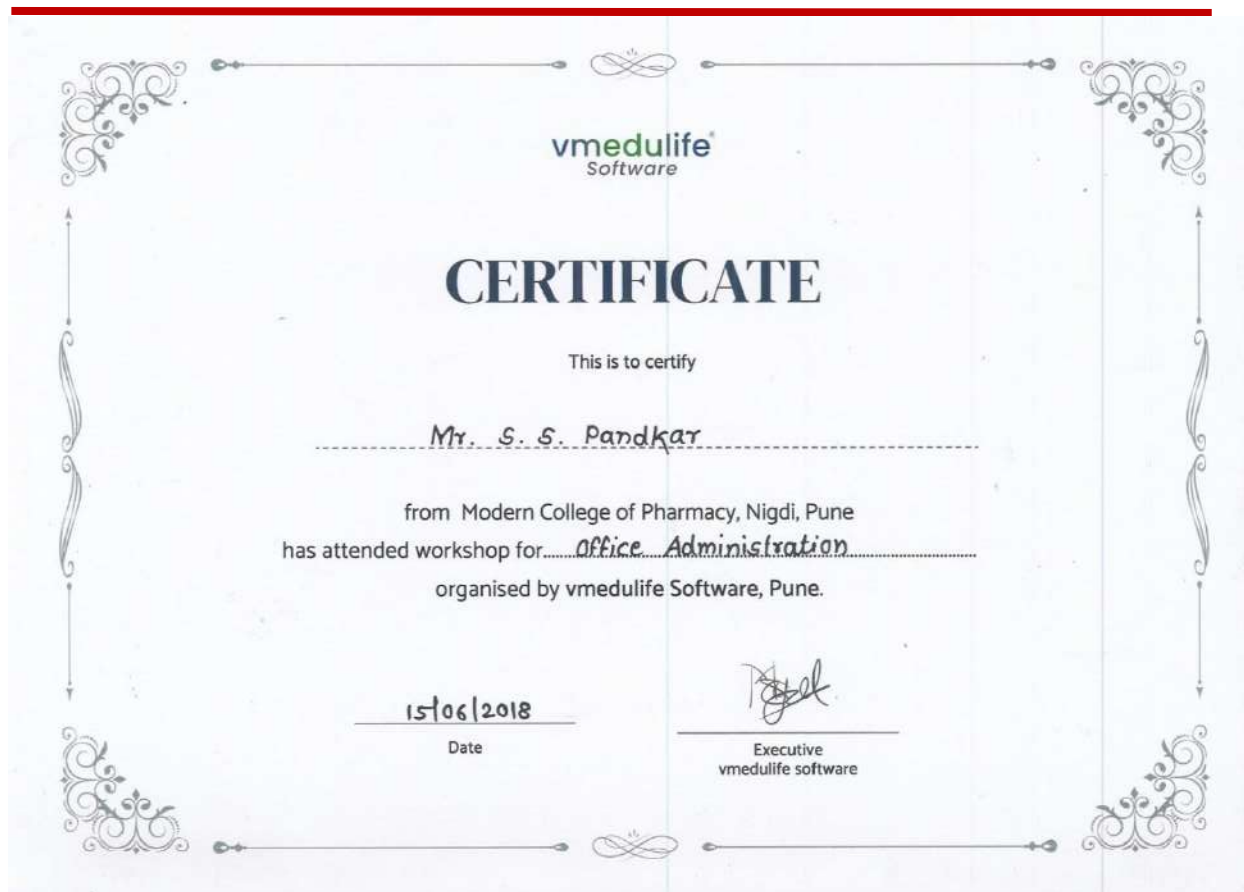 vmedulife
Software
CERTIFICATE
This is to certify
Mr. S. S. Pandkar
from Modern College of Pharmacy, Nigdi, Pune
has attended workshop for Office Administration
organised by vmedulife Software, Pune.
15/06/2018
Date
Executive
vmedulife software